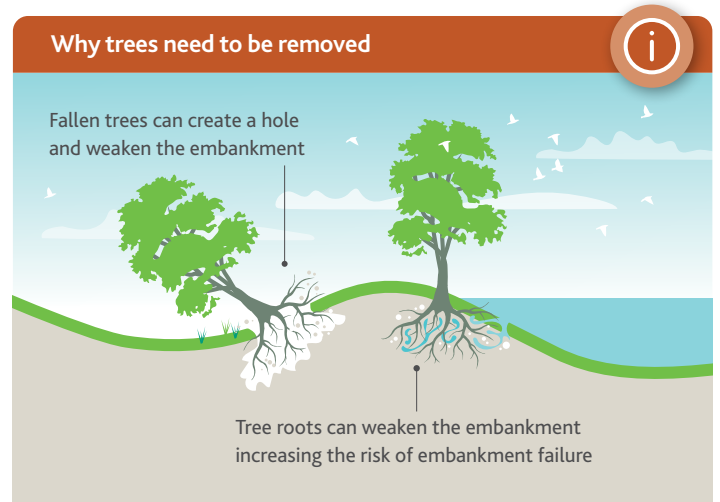 Why trees need to be removed
i
Fallen trees can create a hole
and weaken the embankment
Tree roots can weaken the embankment
increasing the risk of embankment failure